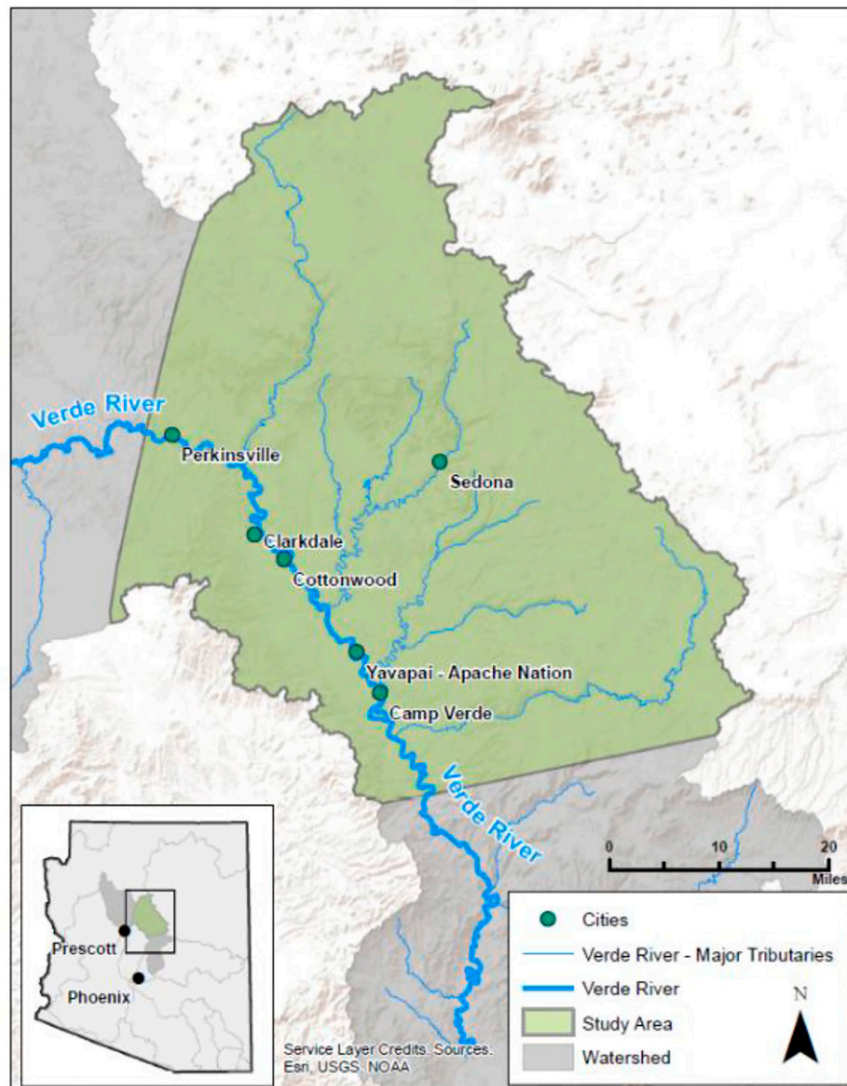 Verde River
Perkinsville
Sedona
Clarkdale
Cottonwood
Yavapai - Apache Nation
Camp Verde
Verde River
0 10 20
Miles
Prescott
Phoenix
Cities
Verde River - Major Tributaries
Verde River
Study Area
Watershed
N
Service Layer Credits: Sources:
Esri, USGS, NOAA